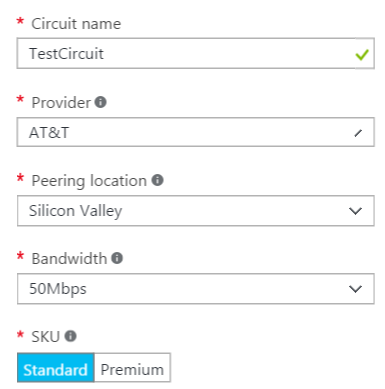 * Circuit name
TestCircuit
* Provider
AT&T
* Peering location
Silicon Valley
* Bandwidth
50Mbps
* SKU
Standard Premium